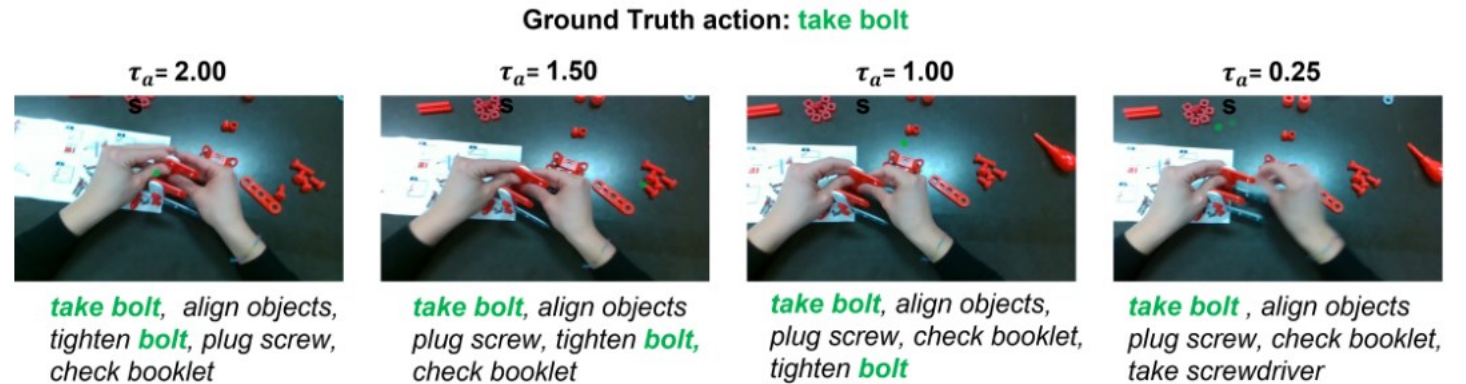 Ground Truth action: take bolt
τa= 2.00
s
take bolt, align objects,
tighten bolt, plug screw,
check booklet
τa= 1.50
s
take bolt, align objects
plug screw, tighten bolt,
check booklet
τa= 1.00
s
take bolt, align objects,
plug screw, check booklet,
tighten bolt
τa= 0.25
s
take bolt , align objects
plug screw, check booklet,
take screwdriver